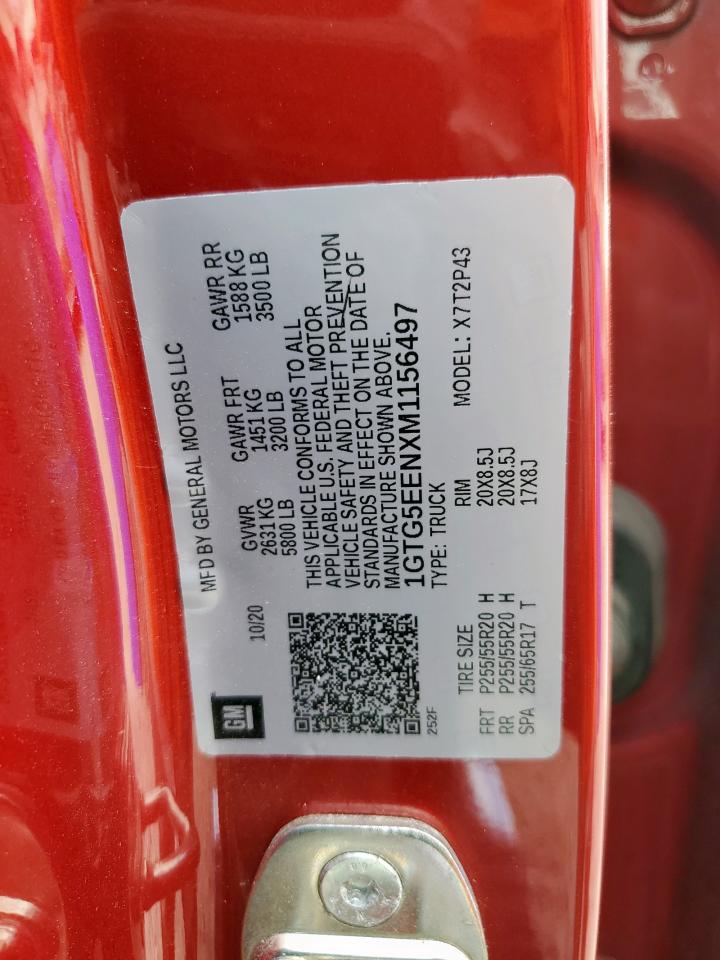 GM
10/20
MFD BY GENERAL MOTORS LLC
GVWR GAWR FRT GAWR RR
2631 KG 1451 KG 1588 KG
5800 LB 3200 LB 3500 LB
THIS VEHICLE CONFORMS TO ALL
APPLICABLE U.S. FEDERAL MOTOR
VEHICLE SAFETY AND THEFT PREVENTION
STANDARDS IN EFFECT ON THE DATE OF
MANUFACTURE SHOWN ABOVE.
1GTG5EENXM1156497
252F
TYPE: TRUCK MODEL: X7T2P43
TIRE SIZE RIM
FRT P255/55R20 H 20X8.5J
RR P255/55R20 H 20X8.5J
SPA 255/65R17 T 17X8J